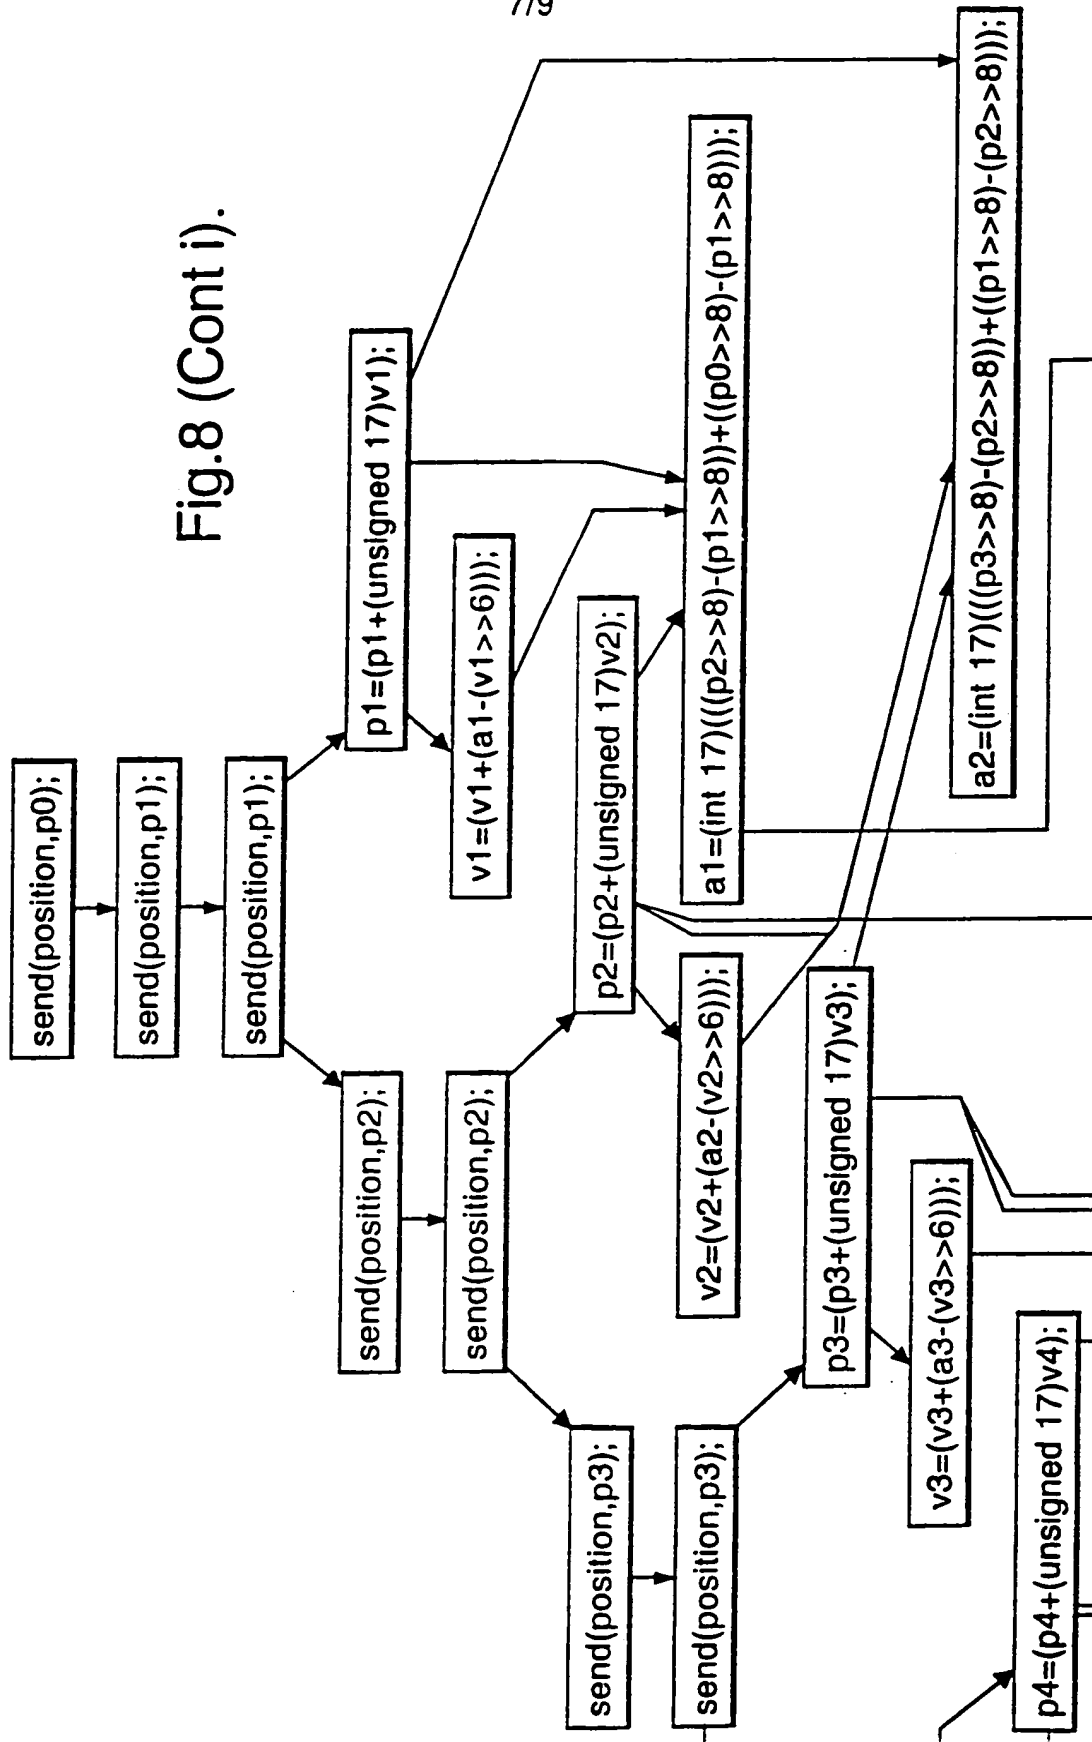 7/9
Fig.8 (Cont i).
send(position,p0);
send(position,p1);
send(position,p1);
send(position,p2);
p1=(p1+(unsigned 17)v1);
send(position,p2);
v1=(v1+(a1-(v1>>6)));
send(position,p3);
p2=(p2+(unsigned 17)v2);
send(position,p3);
v2=(v2+(a2-(v2>>6)));
a1=(int 17)(((p2>>8)-(p1>>8))+((p0>>8)-(p1>>8)));
p3=(p3+(unsigned 17)v3);
v3=(v3+(a3-(v3>>6)));
a2=(int 17)(((p3>>8)-(p2>>8))+((p1>>8)-(p2>>8)));
p4=(p4+(unsigned 17)v4);